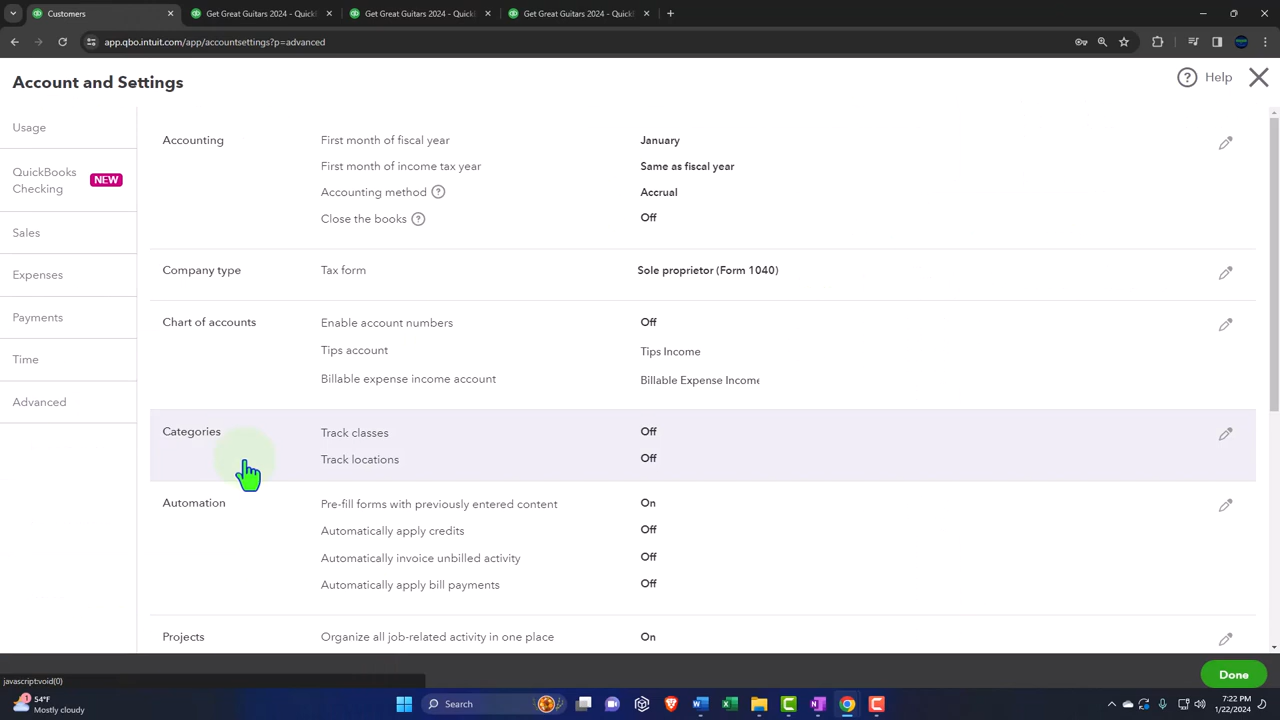 Customers
Get Great Guitars 2024 - Quick
Get Great Guitars 2024 - Quick
Get Great Guitars 2024 - Quick
app.qbo.intuit.com/app/accountsettings?p=advanced
Account and Settings
Help
Usage
QuickBooks Checking NEW
Sales
Expenses
Payments
Time
Advanced
Accounting First month of fiscal year January
First month of income tax year Same as fiscal year
Accounting method Accrual
Close the books Off
Company type Tax form Sole proprietor (Form 1040)
Chart of accounts Enable account numbers Off
Tips account Tips Income
Billable expense income account Billable Expense Income
Categories Track classes Off
Track locations Off
Automation Pre-fill forms with previously entered content On
Automatically apply credits Off
Automatically invoice unbilled activity Off
Automatically apply bill payments Off
Projects Organize all job-related activity in one place On
Done
javascript:void(0)
54°F
Mostly cloudy
Search
7:22 PM
1/22/2024